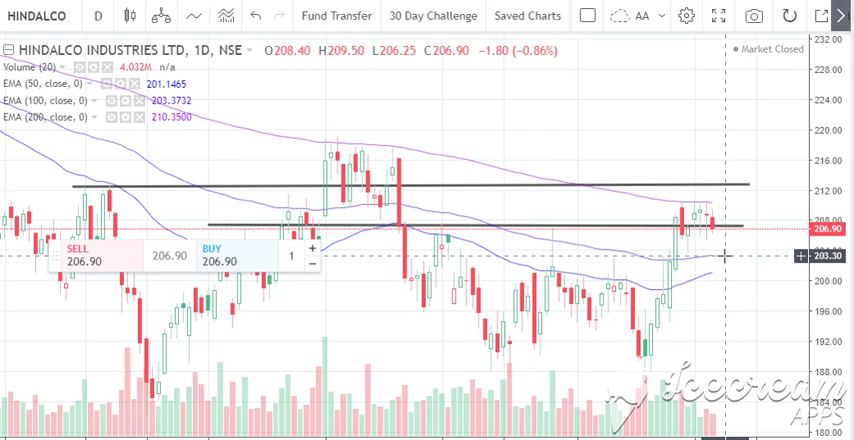 HINDALCO D Fund Transfer 30 Day Challenge Saved Charts AA
HINDALCO INDUSTRIES LTD, 1D, NSE O208.40 H209.50 L206.25 C206.90 −1.80 (−0.86%)
Market Closed
Volume (20) 4.032M n/a
EMA (50, close, 0) 201.1465
EMA (100, close, 0) 203.3732
EMA (200, close, 0) 210.3500
SELL
206.90
206.90
BUY
206.90
1
+
−
232.00
228.00
224.00
220.00
216.00
212.00
208.00
206.90
203.30
200.00
196.00
192.00
188.00
184.00
180.00
my Icecream
APPS